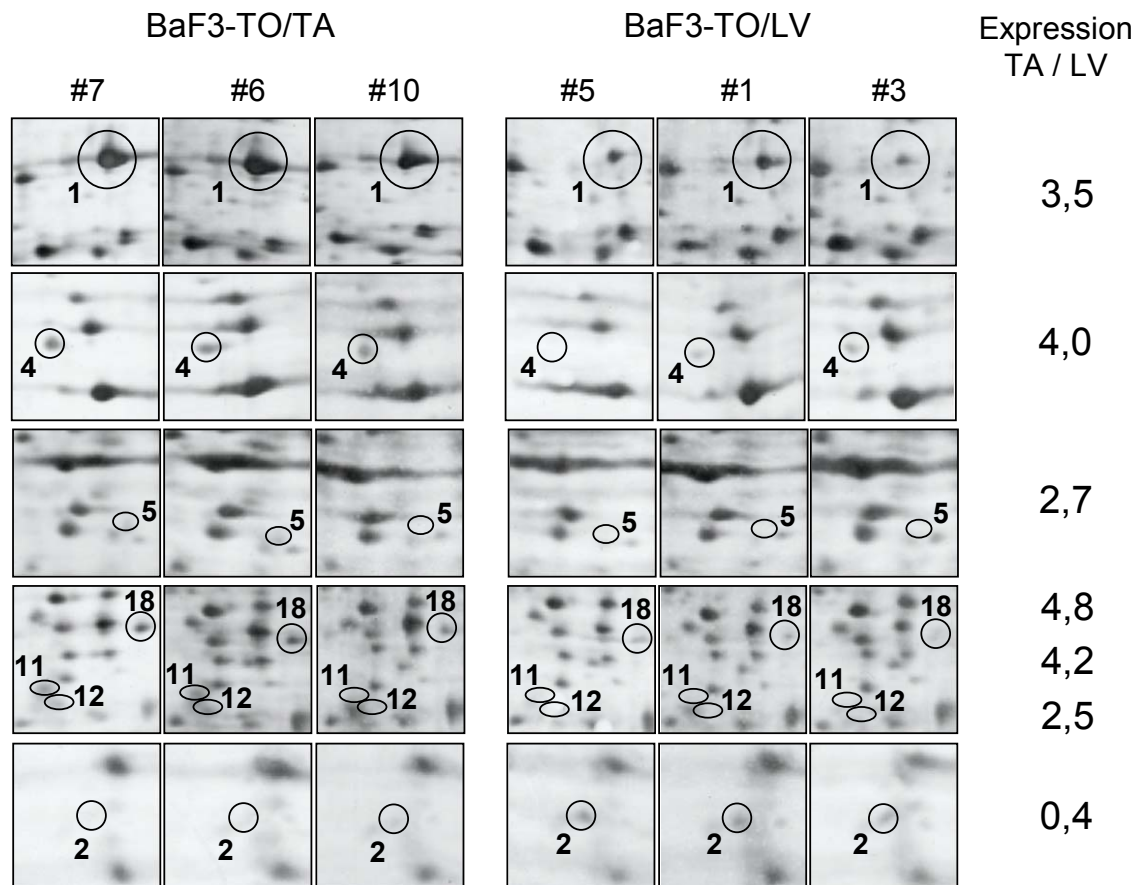 BaF3-TO/TA BaF3-TO/LV Expression
TA / LV
#7 #6 #10 #5 #1 #3
1 1 1 1 1 1 3,5
4 4 4 4 4 4 4,0
5 5 5 5 5 5 2,7
18 18 18 18 18 18 4,8
11 11 11 11 11 11 4,2
12 12 12 12 12 12 2,5
2 2 2 2 2 2 0,4